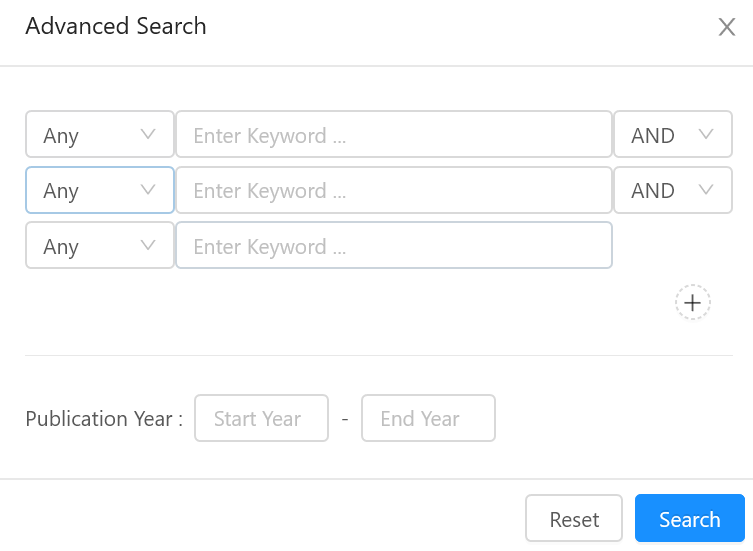 Advanced Search
Any Enter Keyword ... AND
Any Enter Keyword ... AND
Any Enter Keyword ...
Publication Year : Start Year - End Year
Reset Search